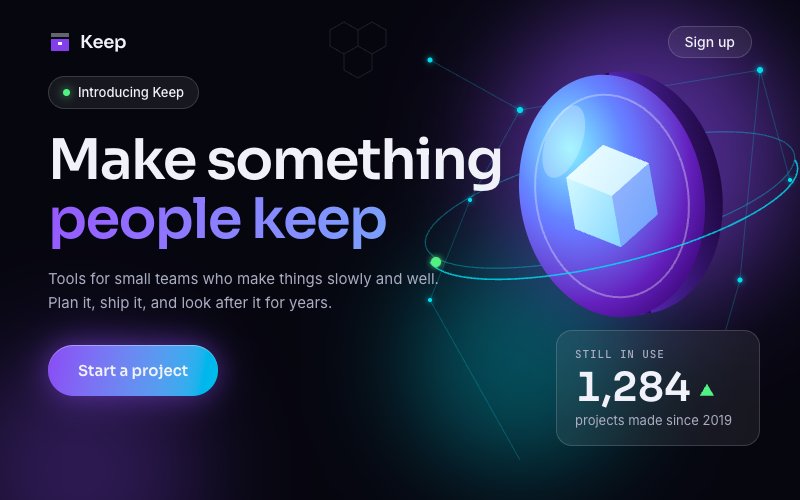 Keep
Sign up
Introducing Keep
Make something
people keep
Tools for small teams who make things slowly and well.
Plan it, ship it, and look after it for years.
Start a project
STILL IN USE
1,284
projects made since 2019